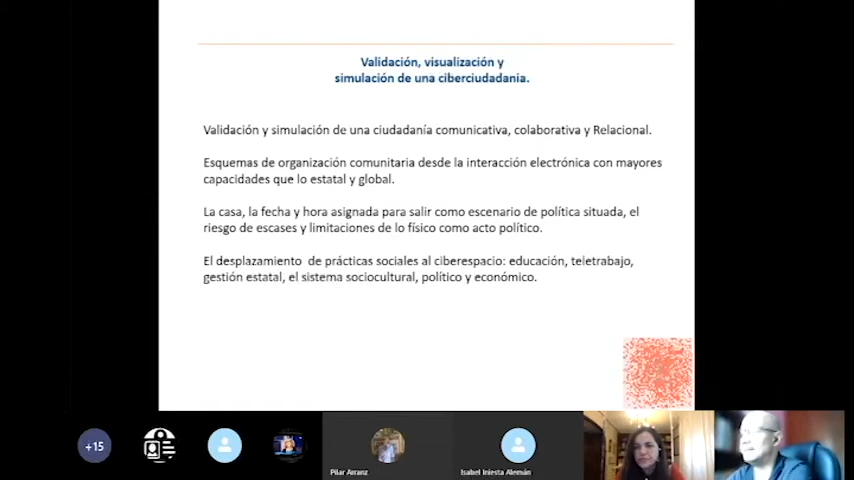 Validación, visualización y
simulación de una ciberciudadania.
Validación y simulación de una ciudadanía comunicativa, colaborativa y Relacional.
Esquemas de organización comunitaria desde la interacción electrónica con mayores
capacidades que lo estatal y global.
La casa, la fecha y hora asignada para salir como escenario de política situada, el
riesgo de escases y limitaciones de lo físico como acto político.
El desplazamiento de prácticas sociales al ciberespacio: educación, teletrabajo,
gestión estatal, el sistema sociocultural, político y económico.
+15
Pilar Arranz
Isabel Iniesta Alemán